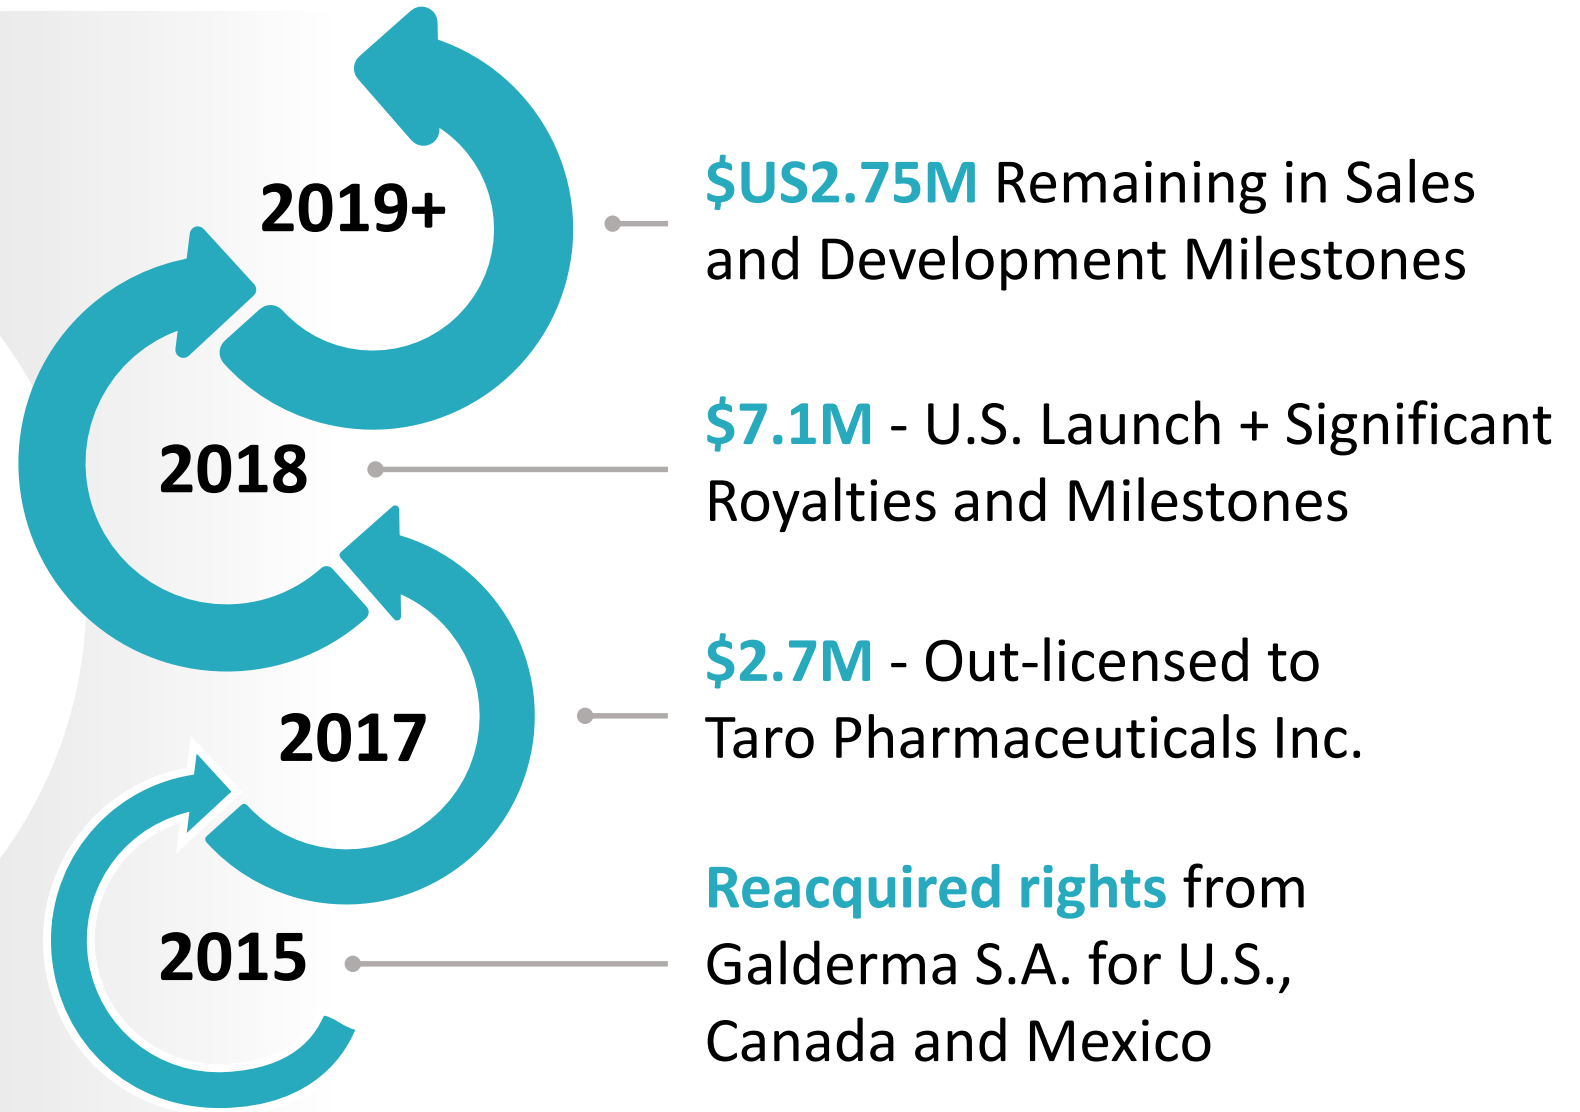 2019+
$US2.75M Remaining in Sales
and Development Milestones
2018
$7.1M - U.S. Launch + Significant
Royalties and Milestones
2017
$2.7M - Out-licensed to
Taro Pharmaceuticals Inc.
2015
Reacquired rights from
Galderma S.A. for U.S.,
Canada and Mexico